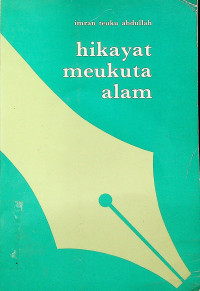 imran teuku abdullah
hikayat
meukuta
alam